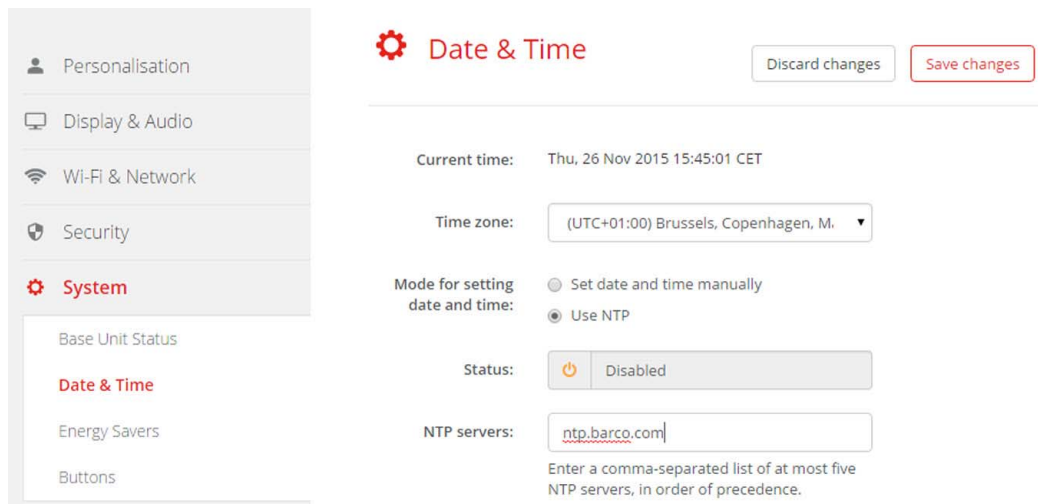 Personalisation
Display & Audio
Wi-Fi & Network
Security
System
Base Unit Status
Date & Time
Energy Savers
Buttons
Date & Time
Discard changes
Save changes
Current time: Thu, 26 Nov 2015 15:45:01 CET
Time zone: (UTC+01:00) Brussels, Copenhagen, M.
Mode for setting
date and time:
Set date and time manually
Use NTP
Status: Disabled
NTP servers: ntp.barco.com
Enter a comma-separated list of at most five
NTP servers, in order of precedence.